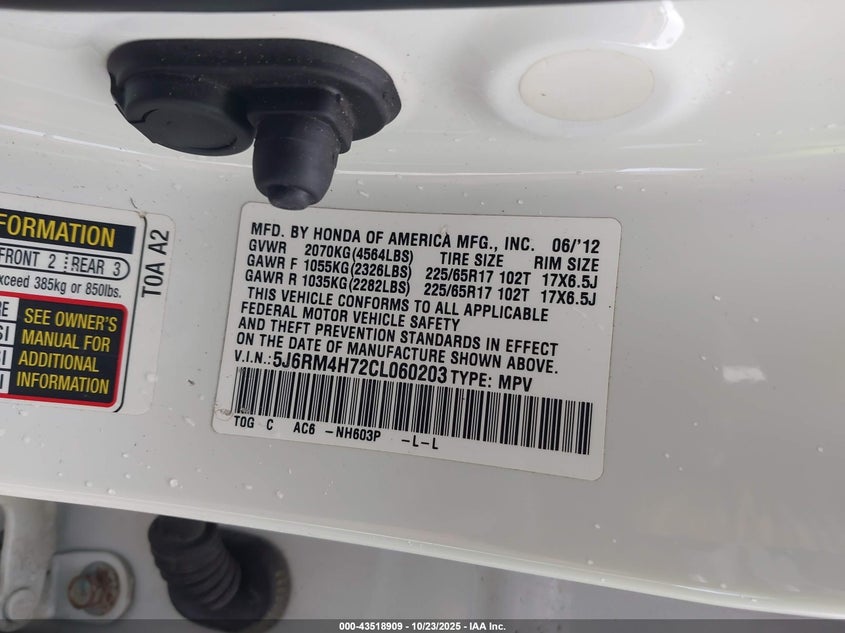 FORMATION
FRONT 2 REAR 3
exceed 385kg or 850lbs.
SEE OWNER'S
MANUAL FOR
ADDITIONAL
INFORMATION
T0A A2
MFD. BY HONDA OF AMERICA MFG., INC. 06/'12
GVWR 2070KG(4564LBS) TIRE SIZE RIM SIZE
GAWR F 1055KG(2326LBS) 225/65R17 102T 17X6.5J
GAWR R 1035KG(2282LBS) 225/65R17 102T 17X6.5J
THIS VEHICLE CONFORMS TO ALL APPLICABLE
FEDERAL MOTOR VEHICLE SAFETY
AND THEFT PREVENTION STANDARDS IN EFFECT
ON THE DATE OF MANUFACTURE SHOWN ABOVE.
V.I.N.: 5J6RM4H72CL060203 TYPE: MPV
T0G C AC6 -NH603P -L-L
000-43518909 | 10/23/2025 | IAA Inc.